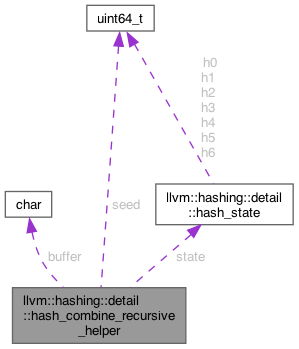 uint64_t
h0
h1
h2
h3
h4
h5
h6
llvm::hashing::detail
::hash_state
char
seed
buffer
state
llvm::hashing::detail
::hash_combine_recursive
_helper